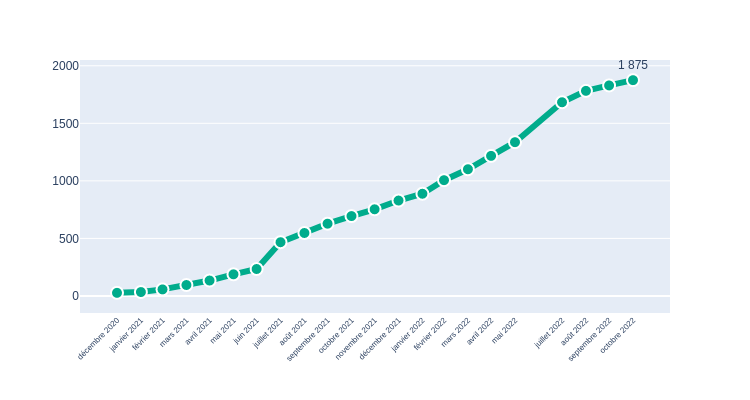 1 875
2000
1500
1000
500
0
décembre 2020
janvier 2021
février 2021
mars 2021
avril 2021
mai 2021
juin 2021
juillet 2021
août 2021
septembre 2021
octobre 2021
novembre 2021
décembre 2021
janvier 2022
février 2022
mars 2022
avril 2022
mai 2022
juillet 2022
août 2022
septembre 2022
octobre 2022